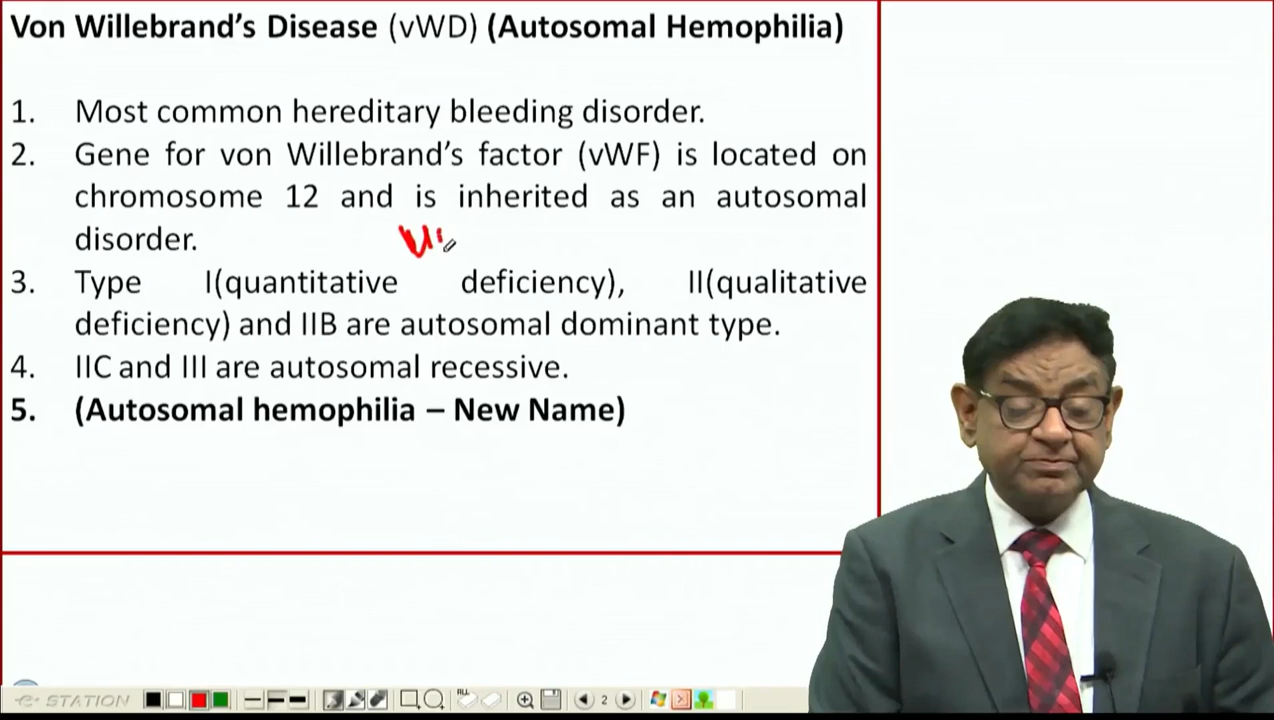 Von Willebrand’s Disease (vWD) (Autosomal Hemophilia)
1. Most common hereditary bleeding disorder.
2. Gene for von Willebrand’s factor (vWF) is located on
chromosome 12 and is inherited as an autosomal
disorder.
3. Type I(quantitative deficiency), II(qualitative
deficiency) and IIB are autosomal dominant type.
4. IIC and III are autosomal recessive.
5. (Autosomal hemophilia – New Name)
e-STATION
ALL
2